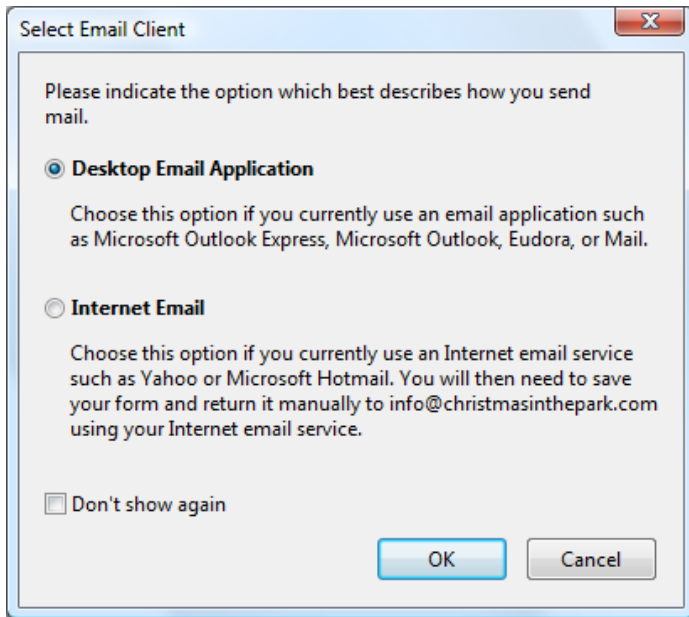 Select Email Client
Please indicate the option which best describes how you send
mail.
Desktop Email Application
Choose this option if you currently use an email application such
as Microsoft Outlook Express, Microsoft Outlook, Eudora, or Mail.
Internet Email
Choose this option if you currently use an Internet email service
such as Yahoo or Microsoft Hotmail. You will then need to save
your form and return it manually to info@christmasinthepark.com
using your Internet email service.
Don't show again
OK Cancel